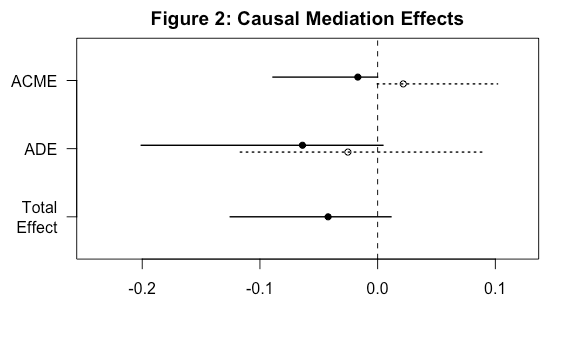 Figure 2: Causal Mediation Effects
ACME
ADE
Total
Effect
-0.2
-0.1
0.0
0.1